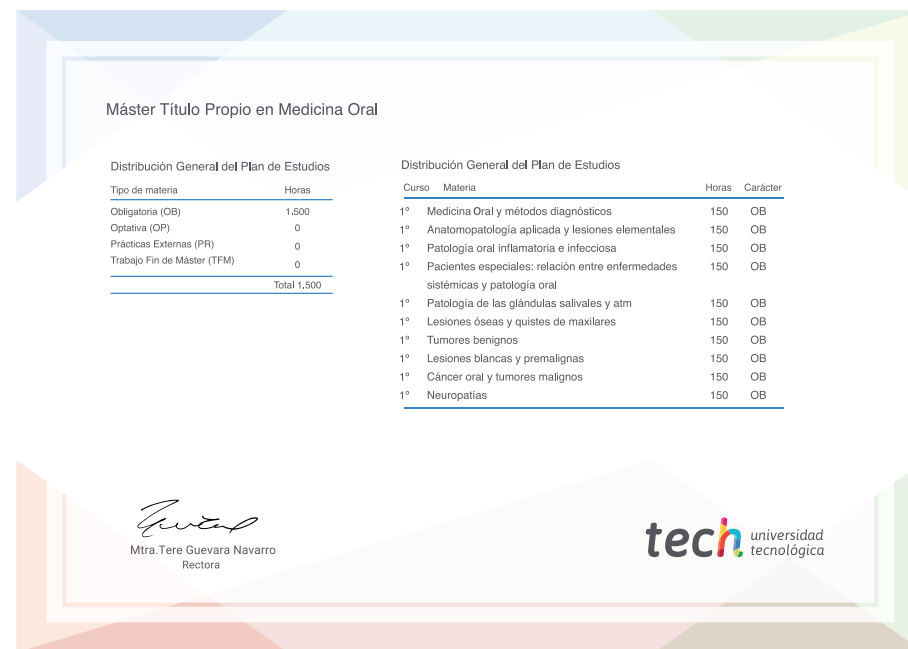 Máster Título Propio en Medicina Oral
Distribución General del Plan de Estudios
Tipo de materia Horas
Obligatoria (OB) 1.500
Optativa (OP) 0
Prácticas Externas (PR) 0
Trabajo Fin de Máster (TFM) 0
Total 1,500
Distribución General del Plan de Estudios
Curso Materia Horas Carácter
1º Medicina Oral y métodos diagnósticos 150 OB
1º Anatomopatología aplicada y lesiones elementales 150 OB
1º Patología oral inflamatoria e infecciosa 150 OB
1º Pacientes especiales: relación entre enfermedades 150 OB
sistémicas y patología oral
1º Patología de las glándulas salivales y atm 150 OB
1º Lesiones óseas y quistes de maxilares 150 OB
1º Tumores benignos 150 OB
1º Lesiones blancas y premalignas 150 OB
1º Cáncer oral y tumores malignos 150 OB
1º Neuropatías 150 OB
Mtra.Tere Guevara Navarro
Rectora
tech universidad
tecnológica